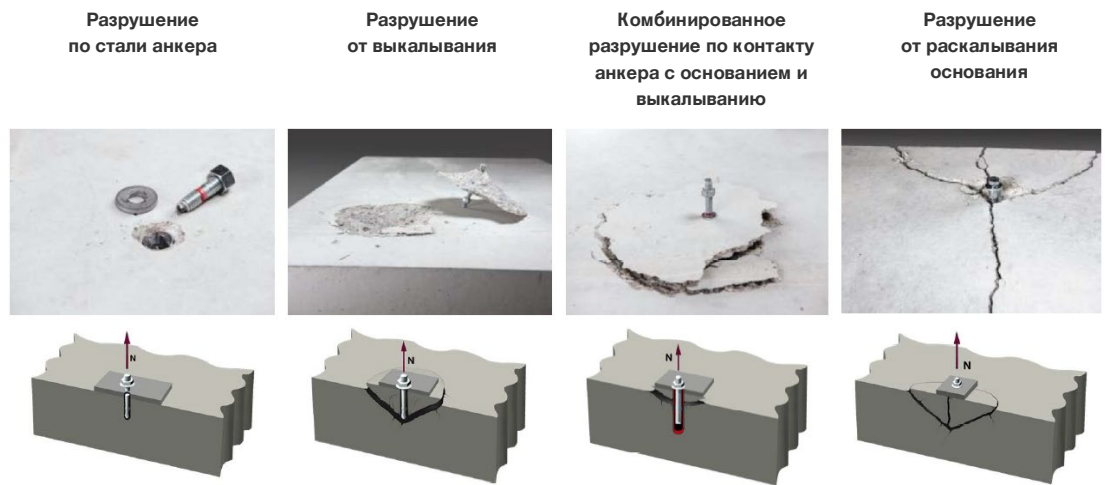 Разрушение
по стали анкера
Разрушение
от выкалывания
Комбинированное
разрушение по контакту
анкера с основанием и
выкалыванию
Разрушение
от раскалывания
основания
N
N
N
N